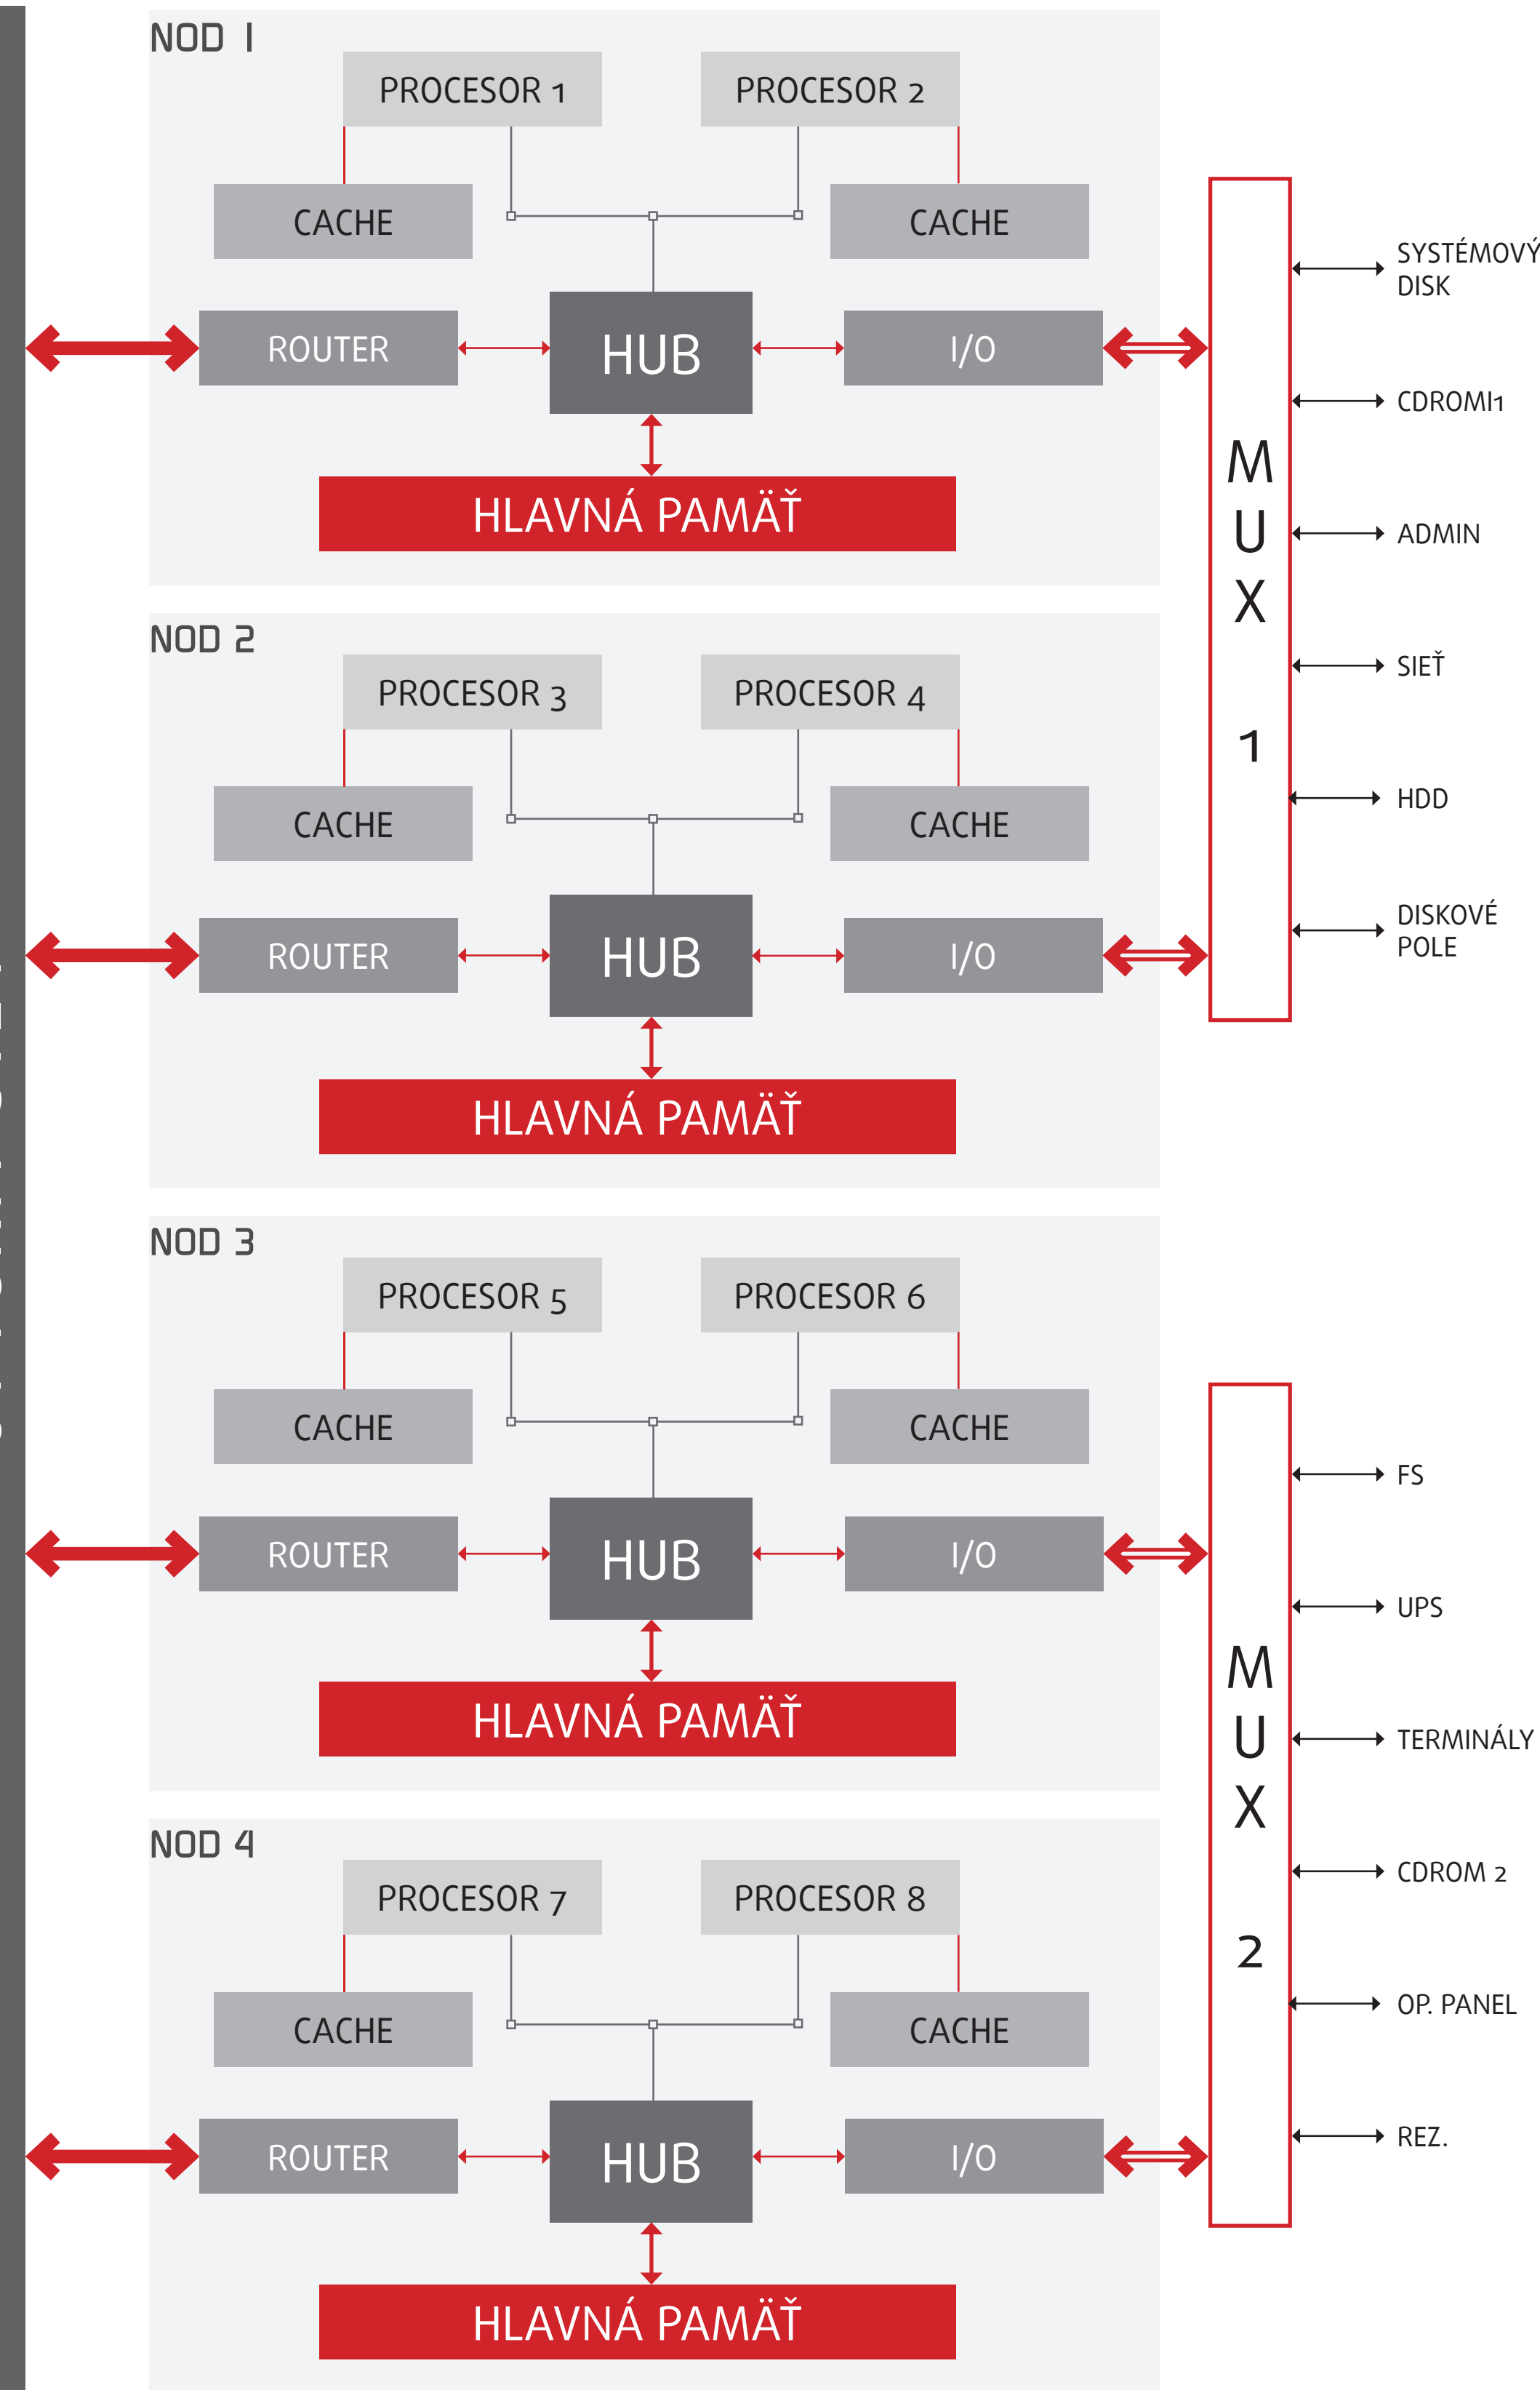 NOD 1
PROCESOR 1
PROCESOR 2
CACHE
CACHE
ROUTER
HUB
I/O
HLAVNÁ PAMÄŤ
NOD 2
PROCESOR 3
PROCESOR 4
CACHE
CACHE
ROUTER
HUB
I/O
HLAVNÁ PAMÄŤ
NOD 3
PROCESOR 5
PROCESOR 6
CACHE
CACHE
ROUTER
HUB
I/O
HLAVNÁ PAMÄŤ
NOD 4
PROCESOR 7
PROCESOR 8
CACHE
CACHE
ROUTER
HUB
I/O
HLAVNÁ PAMÄŤ
MUX 1
SYSTÉMOVÝ
DISK
CDROMI1
ADMIN
SIEŤ
HDD
DISKOVÉ
POLE
MUX 2
FS
UPS
TERMINÁLY
CDROM 2
OP. PANEL
REZ.